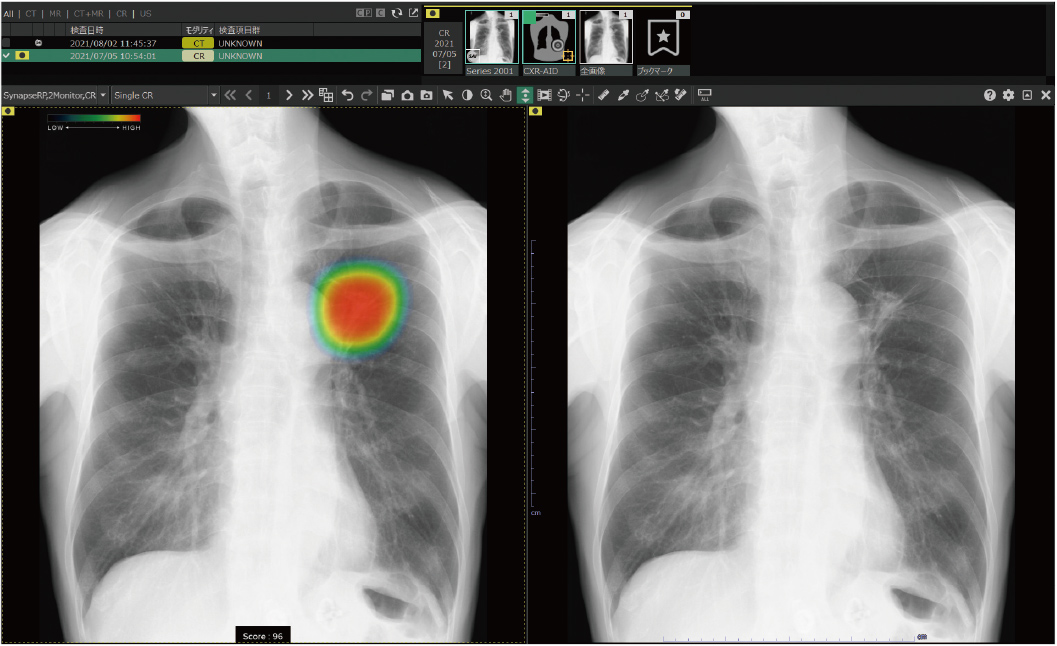 All | CT | MR | CT+MR | CR | US
検査日時 モダリティ 検査項目群
2021/08/02 11:45:37 CT UNKNOWN
2021/07/05 10:54:01 CR UNKNOWN
CR
2021
07/05
[2]
1
Series 2001
1
CXR-AID
1
全画像
0
ブックマーク
SynapseRP,2Monitor,CR
Single CR
1
ALL
LOW HIGH
Score : 96
cm
cm